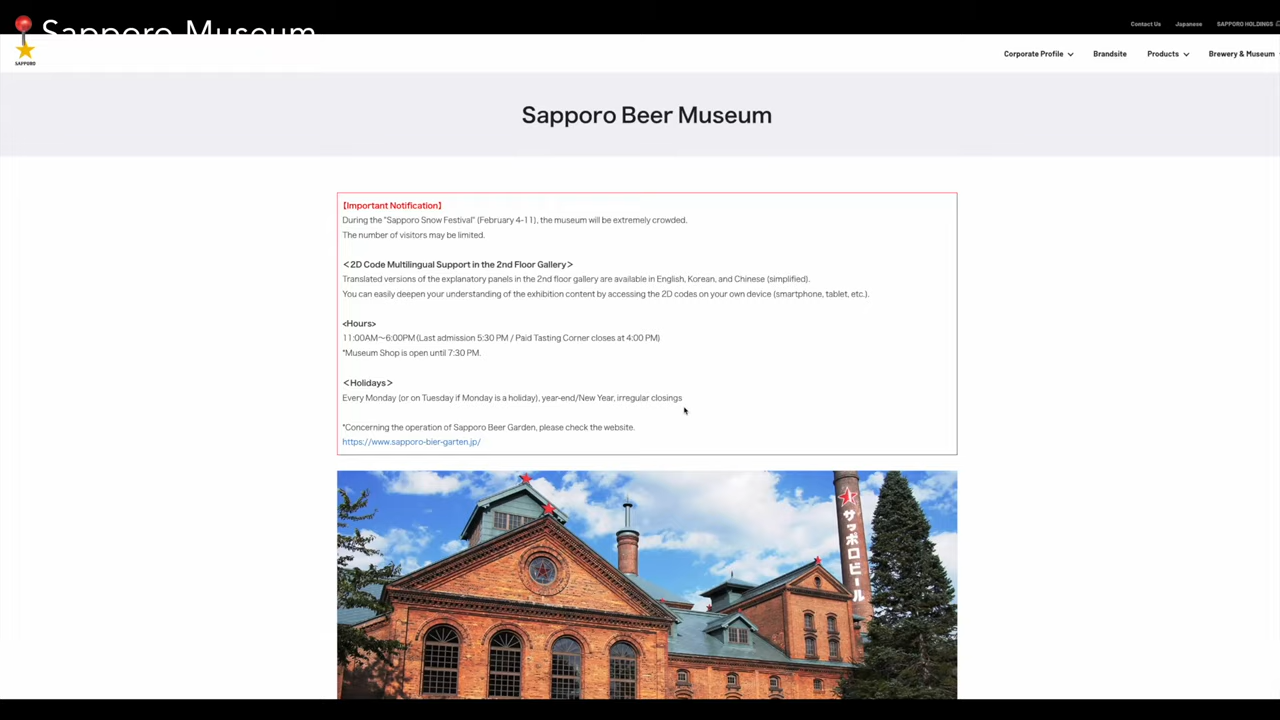 Sapporo Museum
Contact Us
Japanese
SAPPORO HOLDINGS
SAPPORO
Corporate Profile
Brandsite
Products
Brewery & Museum
Sapporo Beer Museum
【Important Notification】
During the "Sapporo Snow Festival" (February 4-11), the museum will be extremely crowded.
The number of visitors may be limited.
＜2D Code Multilingual Support in the 2nd Floor Gallery＞
Translated versions of the explanatory panels in the 2nd floor gallery are available in English, Korean, and Chinese (simplified).
You can easily deepen your understanding of the exhibition content by accessing the 2D codes on your own device (smartphone, tablet, etc.).
<Hours>
11:00AM～6:00PM (Last admission 5:30 PM / Paid Tasting Corner closes at 4:00 PM)
*Museum Shop is open until 7:30 PM.
＜Holidays＞
Every Monday (or on Tuesday if Monday is a holiday), year-end/New Year, irregular closings
*Concerning the operation of Sapporo Beer Garden, please check the website.
https://www.sapporo-bier-garten.jp/
サッポロビール